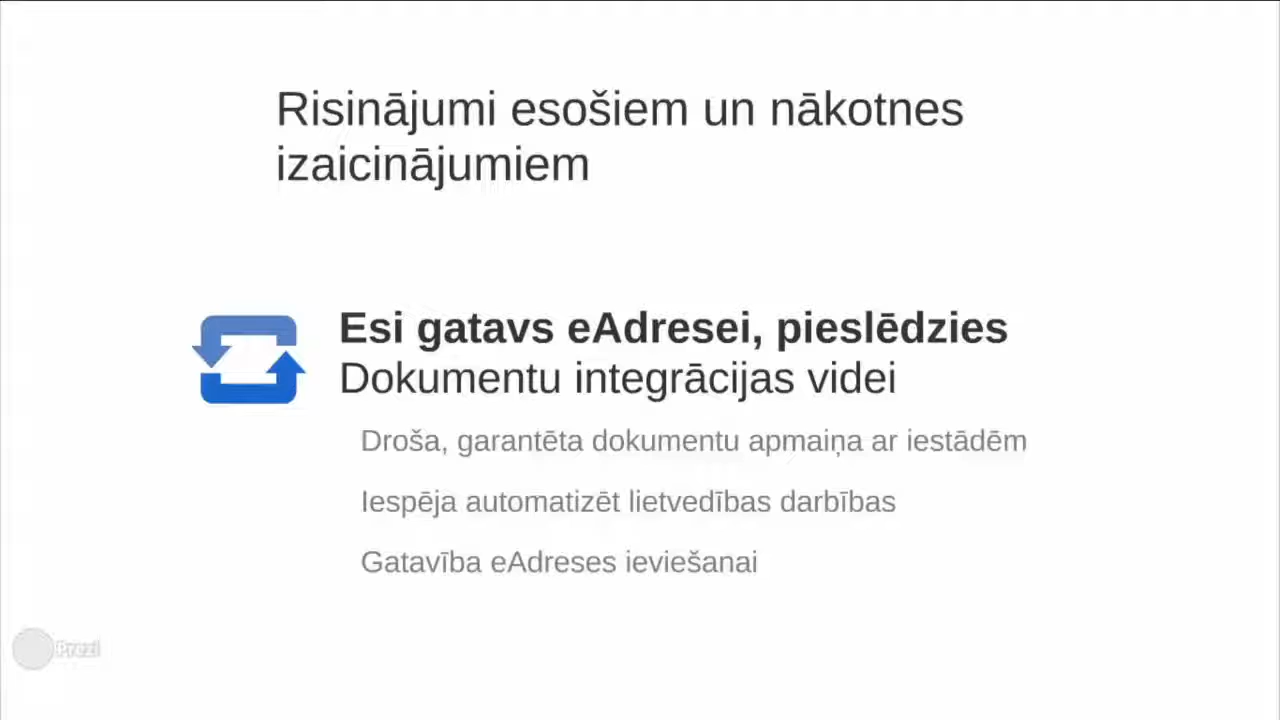 Risinājumi esošiem un nākotnes
izaicinājumiem
Esi gatavs eAdresei, pieslēdzies
Dokumentu integrācijas videi
Droša, garantēta dokumentu apmaiņa ar iestādēm
Iespēja automatizēt lietvedības darbības
Gatavība eAdreses ieviešanai
Prezi